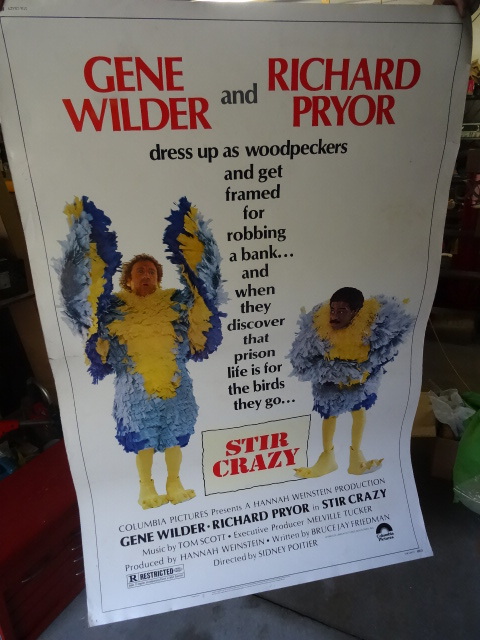 GENE WILDER and RICHARD PRYOR
dress up as woodpeckers
and get
framed
for
robbing
a bank...
and
when
they
discover
that
prison
life is for
the birds
they go...
STIR
CRAZY
COLUMBIA PICTURES Presents A HANNAH WEINSTEIN PRODUCTION
GENE WILDER · RICHARD PRYOR in STIR CRAZY
Music by TOM SCOTT · Executive Producer MELVILLE TUCKER
Produced by HANNAH WEINSTEIN · Written by BRUCE JAY FRIEDMAN
Directed by SIDNEY POITIER
R RESTRICTED
Columbia
Pictures